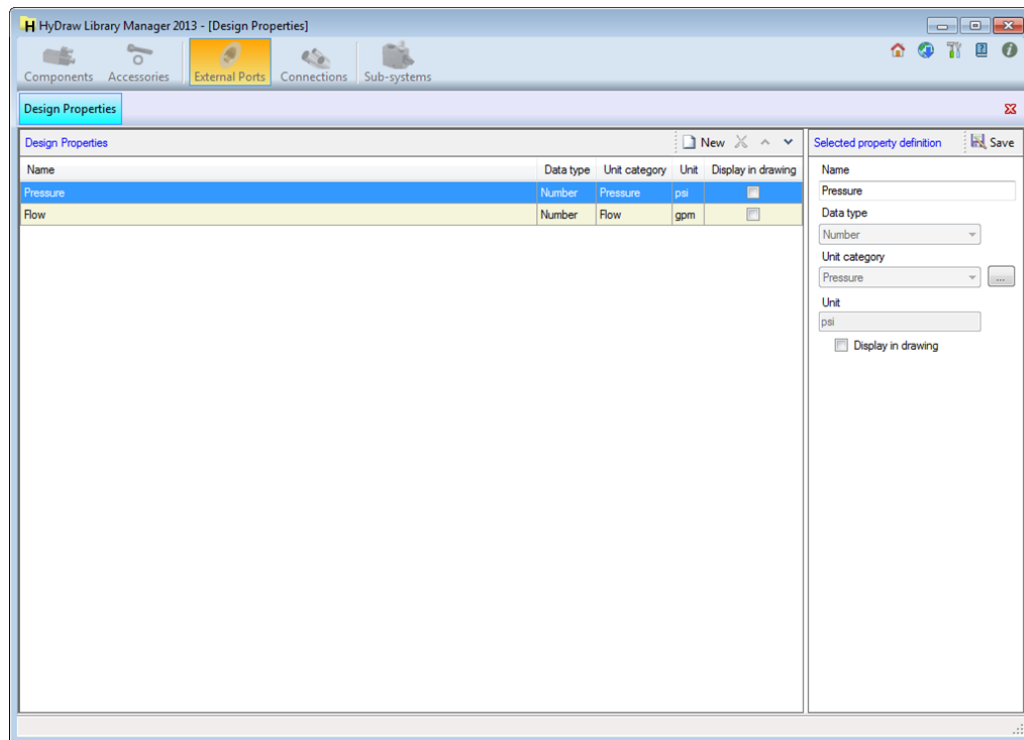 HyDraw Library Manager 2013 - [Design Properties]
Components Accessories External Ports Connections Sub-systems
Design Properties
Design Properties New
Name Data type Unit category Unit Display in drawing
Pressure Number Pressure psi
Flow Number Flow gpm
Selected property definition Save
Name
Pressure
Data type
Number
Unit category
Pressure ...
Unit
psi
Display in drawing